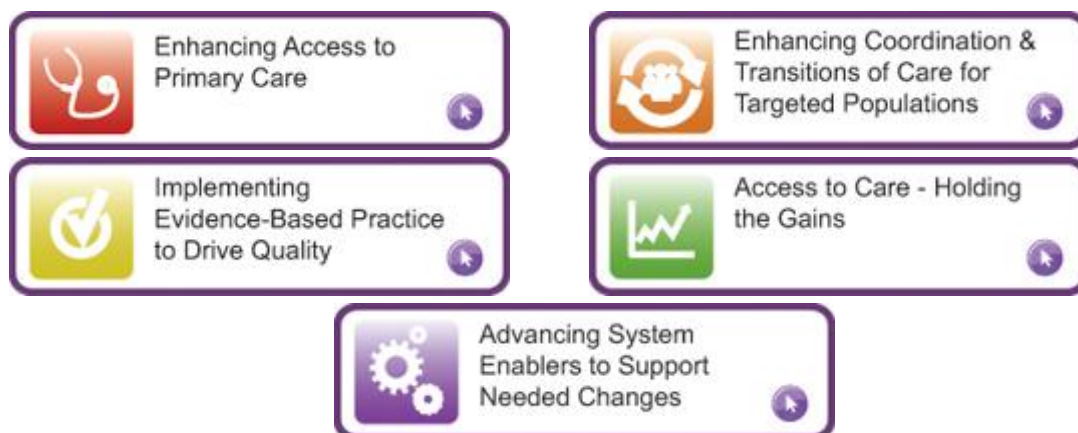 Enhancing Access to
Primary Care
Enhancing Coordination &
Transitions of Care for
Targeted Populations
Implementing
Evidence-Based Practice
to Drive Quality
Access to Care - Holding
the Gains
Advancing System
Enablers to Support
Needed Changes